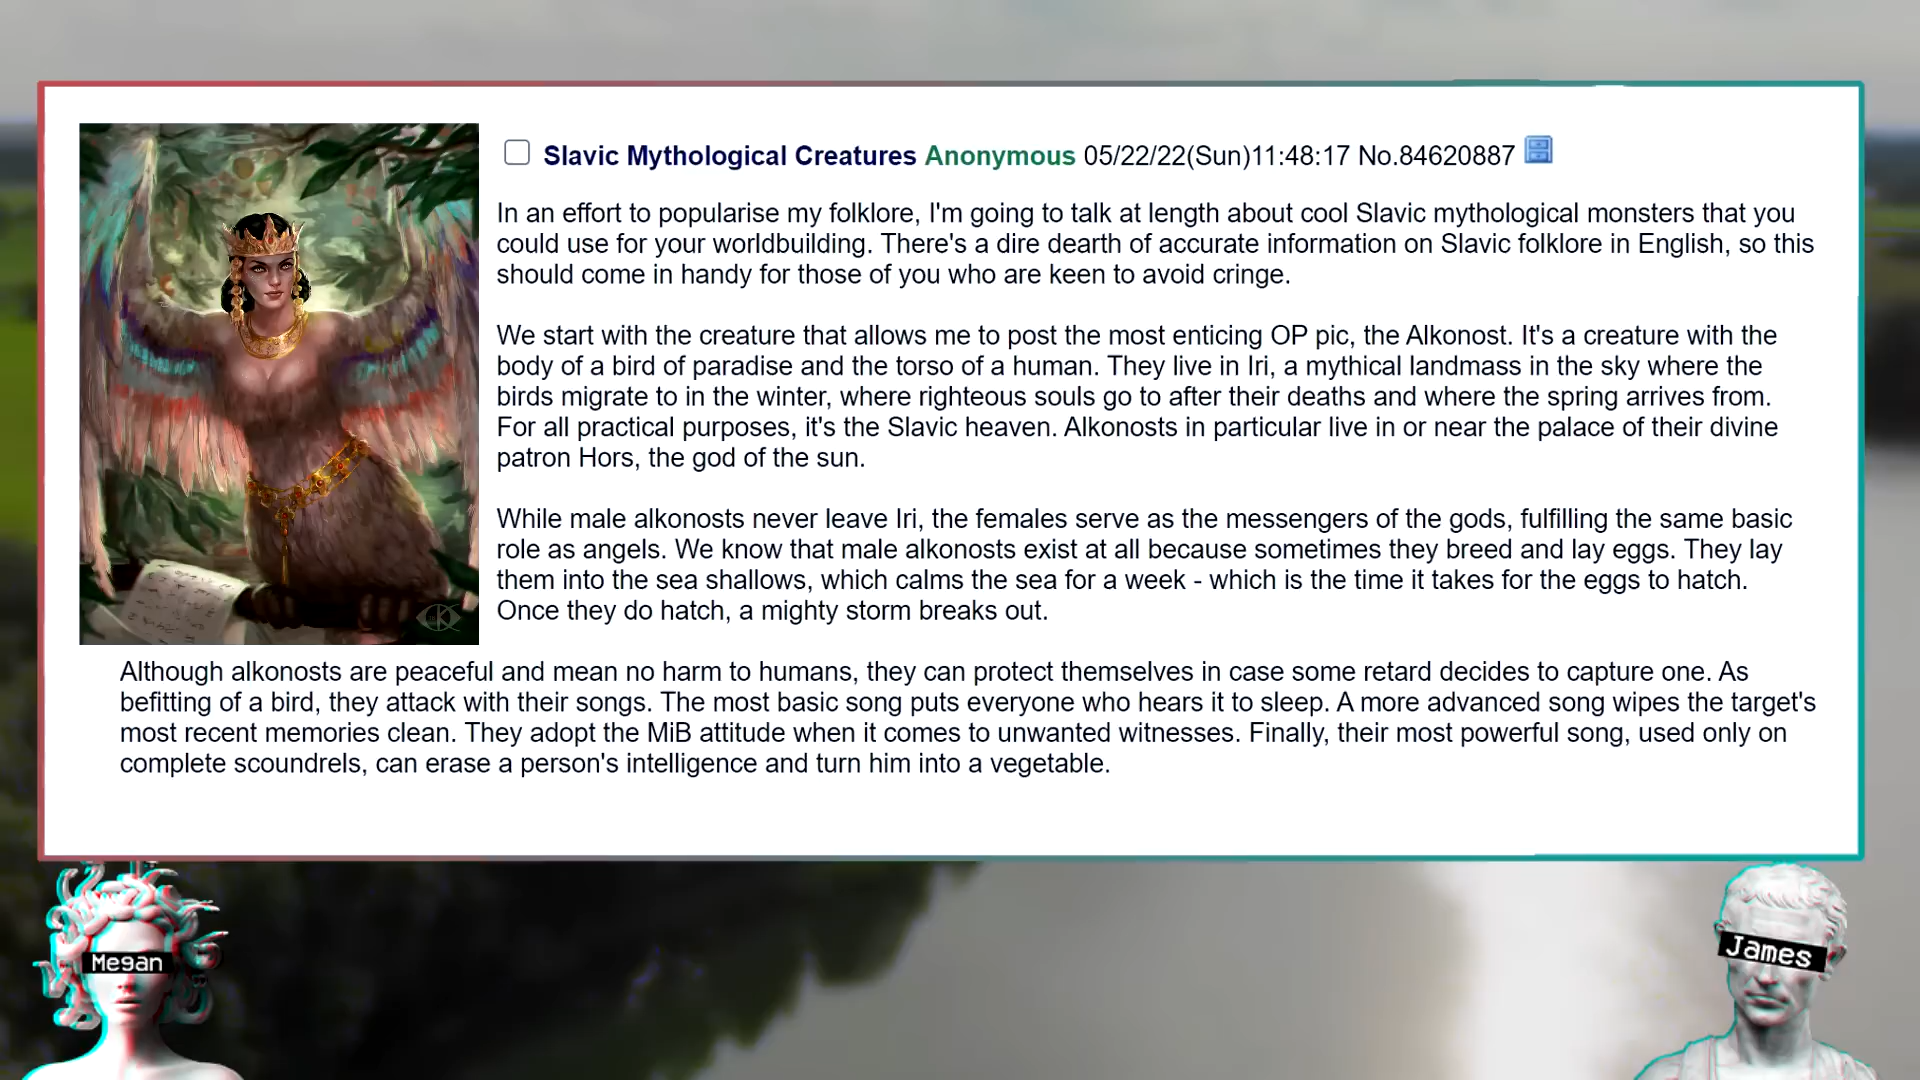 Slavic Mythological Creatures Anonymous 05/22/22(Sun)11:48:17 No.84620887
In an effort to popularise my folklore, I'm going to talk at length about cool Slavic mythological monsters that you
could use for your worldbuilding. There's a dire dearth of accurate information on Slavic folklore in English, so this
should come in handy for those of you who are keen to avoid cringe.
We start with the creature that allows me to post the most enticing OP pic, the Alkonost. It's a creature with the
body of a bird of paradise and the torso of a human. They live in Iri, a mythical landmass in the sky where the
birds migrate to in the winter, where righteous souls go to after their deaths and where the spring arrives from.
For all practical purposes, it's the Slavic heaven. Alkonosts in particular live in or near the palace of their divine
patron Hors, the god of the sun.
While male alkonosts never leave Iri, the females serve as the messengers of the gods, fulfilling the same basic
role as angels. We know that male alkonosts exist at all because sometimes they breed and lay eggs. They lay
them into the sea shallows, which calms the sea for a week - which is the time it takes for the eggs to hatch.
Once they do hatch, a mighty storm breaks out.
Although alkonosts are peaceful and mean no harm to humans, they can protect themselves in case some retard decides to capture one. As
befitting of a bird, they attack with their songs. The most basic song puts everyone who hears it to sleep. A more advanced song wipes the target's
most recent memories clean. They adopt the MiB attitude when it comes to unwanted witnesses. Finally, their most powerful song, used only on
complete scoundrels, can erase a person's intelligence and turn him into a vegetable.
Megan
James